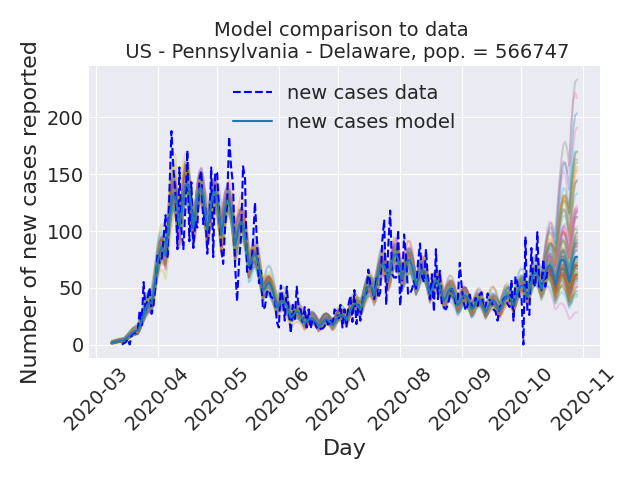 Model comparison to data
US - Pennsylvania - Delaware, pop. = 566747
new cases data
new cases model
Number of new cases reported
200
150
100
50
0
2020-03
2020-04
2020-05
2020-06
2020-07
2020-08
2020-09
2020-10
2020-11
Day